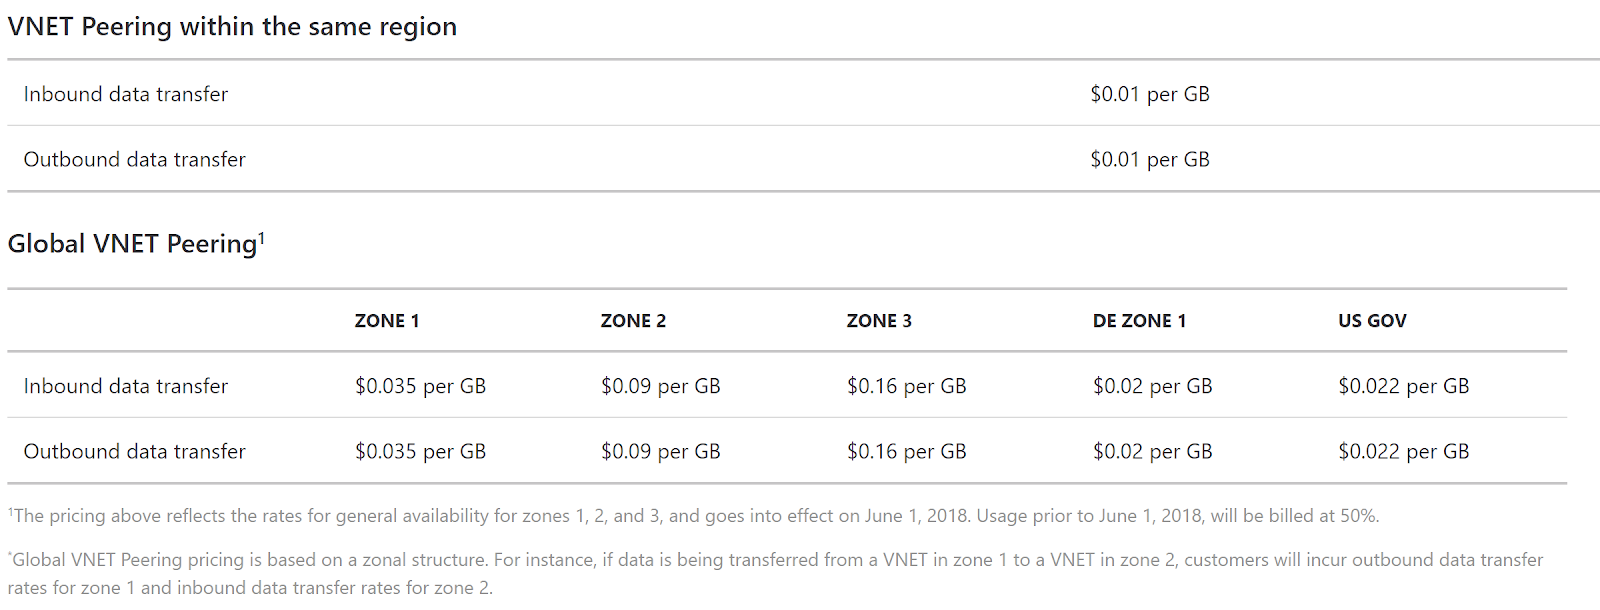 VNET Peering within the same region
Inbound data transfer $0.01 per GB
Outbound data transfer $0.01 per GB
Global VNET Peering¹
ZONE 1 ZONE 2 ZONE 3 DE ZONE 1 US GOV
Inbound data transfer $0.035 per GB $0.09 per GB $0.16 per GB $0.02 per GB $0.022 per GB
Outbound data transfer $0.035 per GB $0.09 per GB $0.16 per GB $0.02 per GB $0.022 per GB
¹The pricing above reflects the rates for general availability for zones 1, 2, and 3, and goes into effect on June 1, 2018. Usage prior to June 1, 2018, will be billed at 50%.
*Global VNET Peering pricing is based on a zonal structure. For instance, if data is being transferred from a VNET in zone 1 to a VNET in zone 2, customers will incur outbound data transfer
rates for zone 1 and inbound data transfer rates for zone 2.